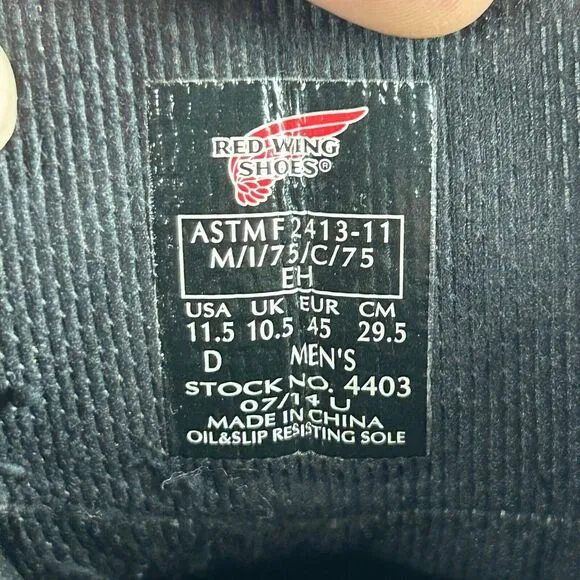 RED WING
SHOES®
ASTM F 2413-11
M/I/75/C/75
EH
USA UK EUR CM
11.5 10.5 45 29.5
D MEN'S
STOCK NO. 4403
07/14 U
MADE IN CHINA
OIL&SLIP RESISTING SOLE